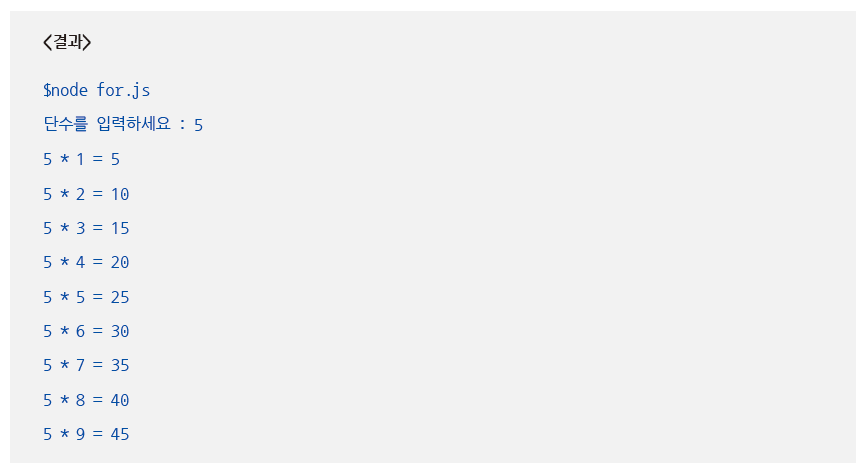 <결과>
$node for.js
단수를 입력하세요 : 5
5 * 1 = 5
5 * 2 = 10
5 * 3 = 15
5 * 4 = 20
5 * 5 = 25
5 * 6 = 30
5 * 7 = 35
5 * 8 = 40
5 * 9 = 45